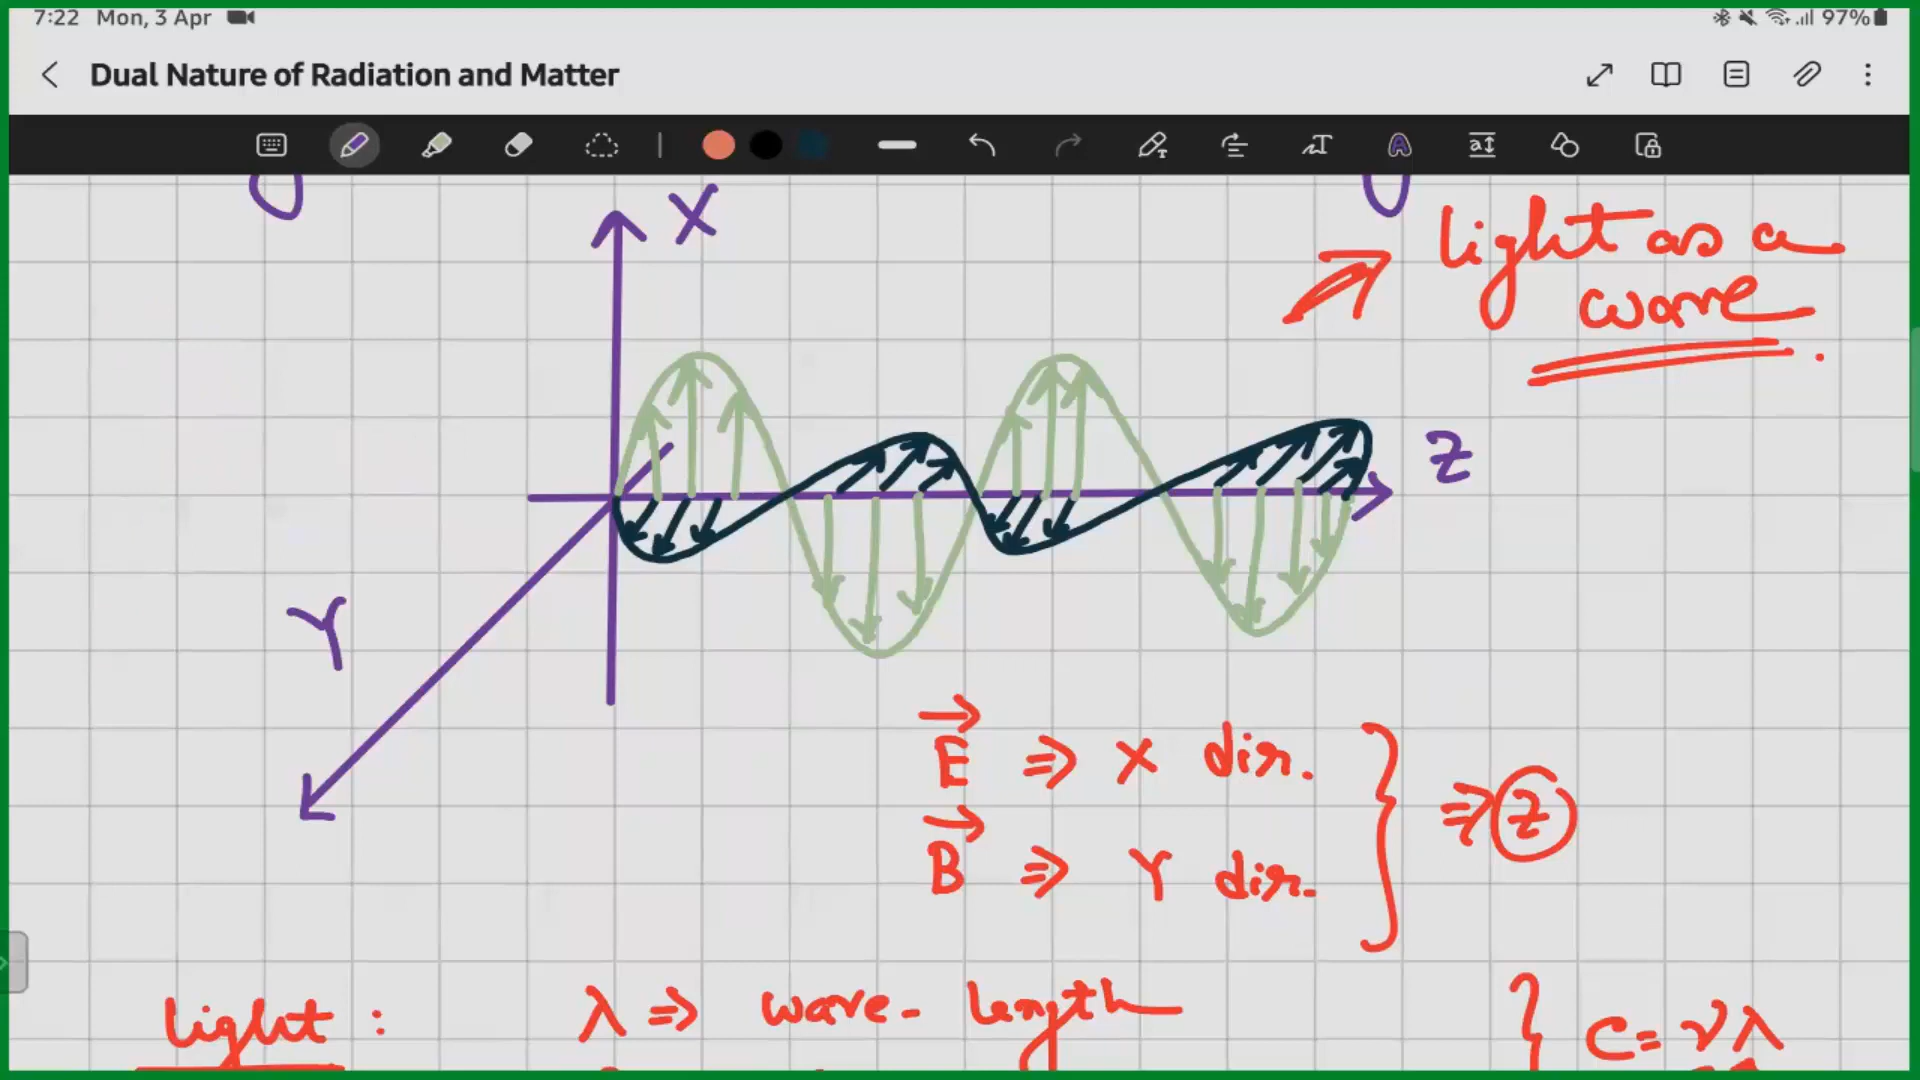 7:22 Mon, 3 Apr 97%
Dual Nature of Radiation and Matter
X
light as a
wave
Z
Y
E ⇒ X dir.
B ⇒ Y dir.
⇒ Z
light : λ ⇒ wave-length
C = νλ